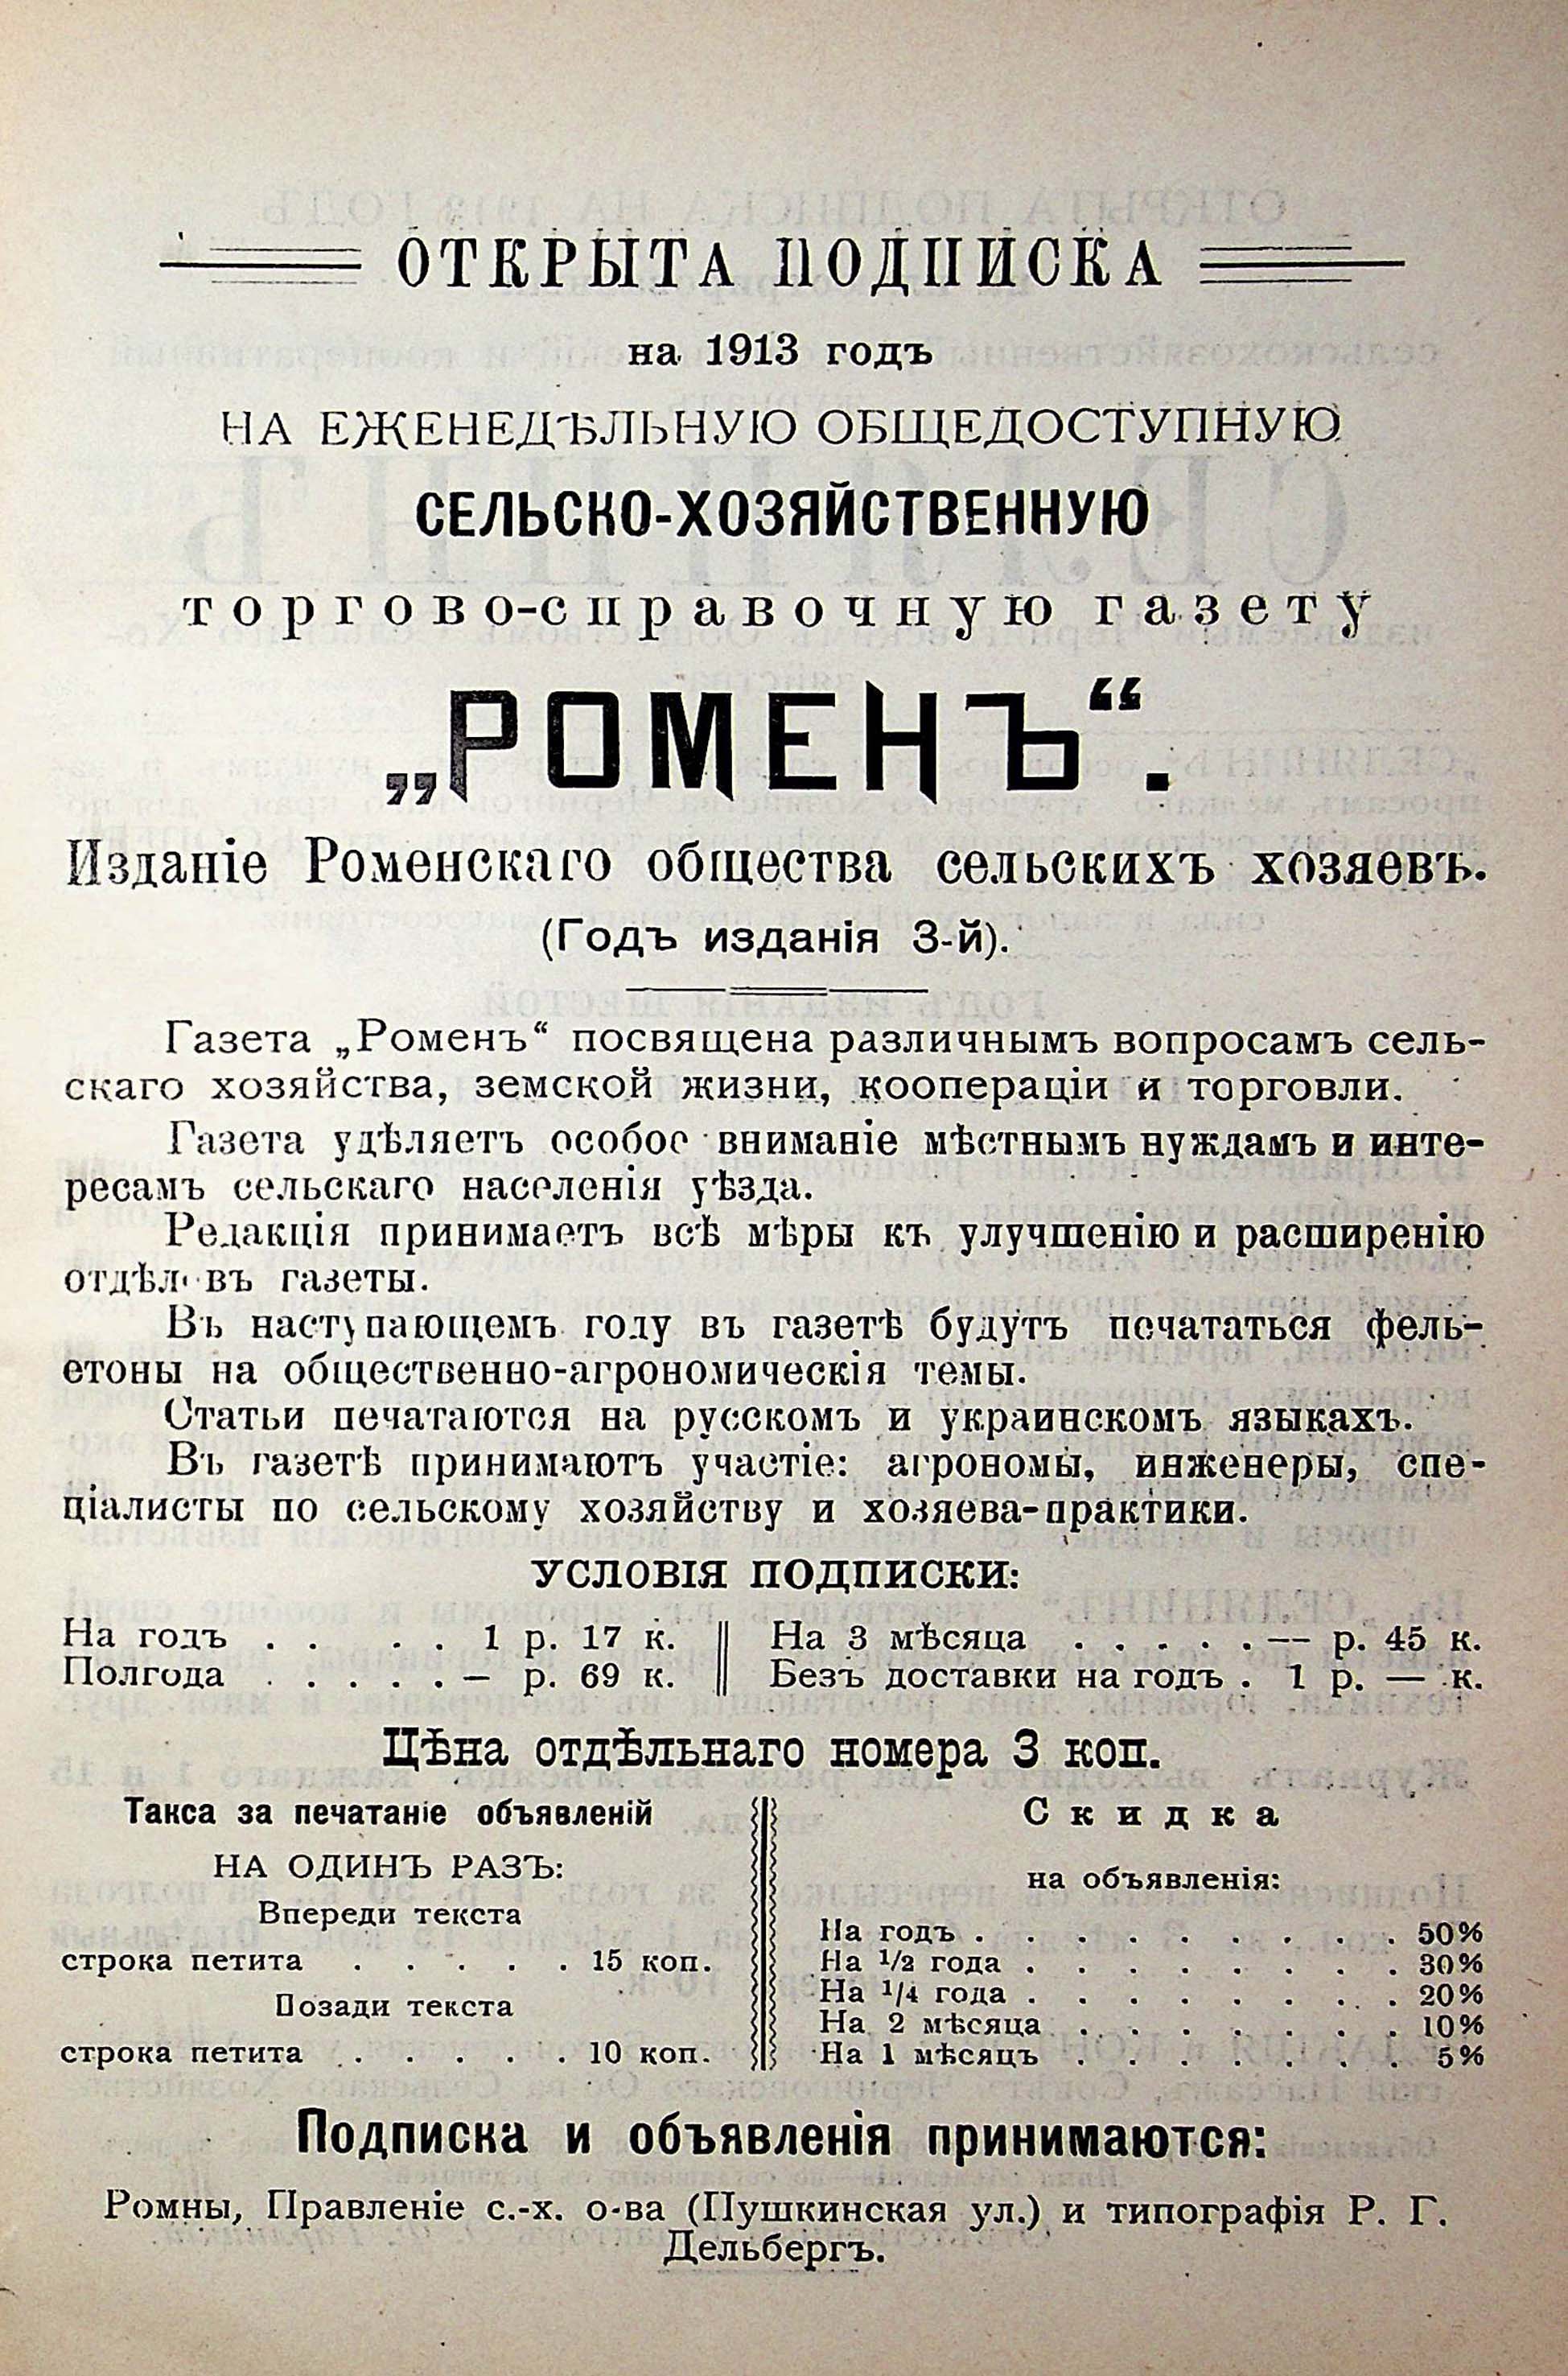 ОТКРЫТА ПОДПИСКА
на 1913 годъ
НА ЕЖЕНЕДѢЛЬНУЮ ОБЩЕДОСТУПНУЮ
СЕЛЬСКО-ХОЗЯЙСТВЕННУЮ
торгово-справочную газету
„РОМЕНЪ“.
Изданіе Роменскаго общества сельскихъ хозяевъ.
(Годъ изданія 3-й).
Газета „Роменъ“ посвящена различнымъ вопросамъ сель-
скаго хозяйства, земской жизни, коопераціи и торговли.
Газета удѣляетъ особое вниманіе мѣстнымъ нуждамъ и инте-
ресамъ сельскаго населенія уѣзда.
Редакція принимаетъ всѣ мѣры къ улучшенію и расширенію
отдѣловъ газеты.
Въ наступающемъ году въ газетѣ будутъ печататься фель-
етоны на общественно-агрономическія темы.
Статьи печатаются на русскомъ и украинскомъ языкахъ.
Въ газетѣ принимаютъ участіе: агрономы, инженеры, спе-
ціалисты по сельскому хозяйству и хозяева-практики.
УСЛОВІЯ ПОДПИСКИ:
На годъ . . . . 1 р. 17 к.
Полгода . . . . . — р. 69 к.
На 3 мѣсяца . . . . . — р. 45 к.
Безъ доставки на годъ . 1 р. — к.
Цѣна отдѣльнаго номера 3 коп.
Такса за печатаніе объявленій
НА ОДИНЪ РАЗЪ:
Впереди текста
строка петита . . . . . 15 коп.
Позади текста
строка петита . . . . . 10 коп.
Скидка
на объявленія:
На годъ . . . . . . . . . 50%
На 1/2 года . . . . . . . . 30%
На 1/4 года . . . . . . . . 20%
На 2 мѣсяца . . . . . . . 10%
На 1 мѣсяцъ . . . . . . . 5%
Подписка и объявленія принимаются:
Ромны, Правленіе с.-х. о-ва (Пушкинская ул.) и типографія Р. Г.
Дельбергъ.